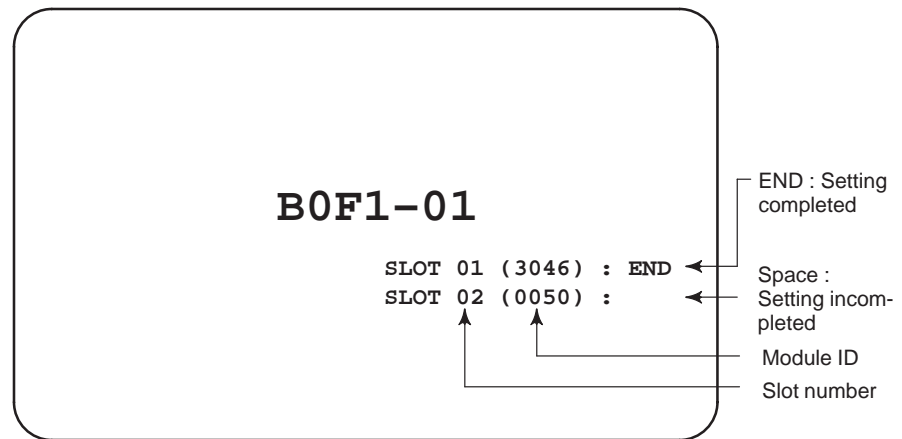 B0F1–01
SLOT 01 (3046) : END
SLOT 02 (0050) :
END : Setting
completed
Space :
Setting incom-
pleted
Module ID
Slot number